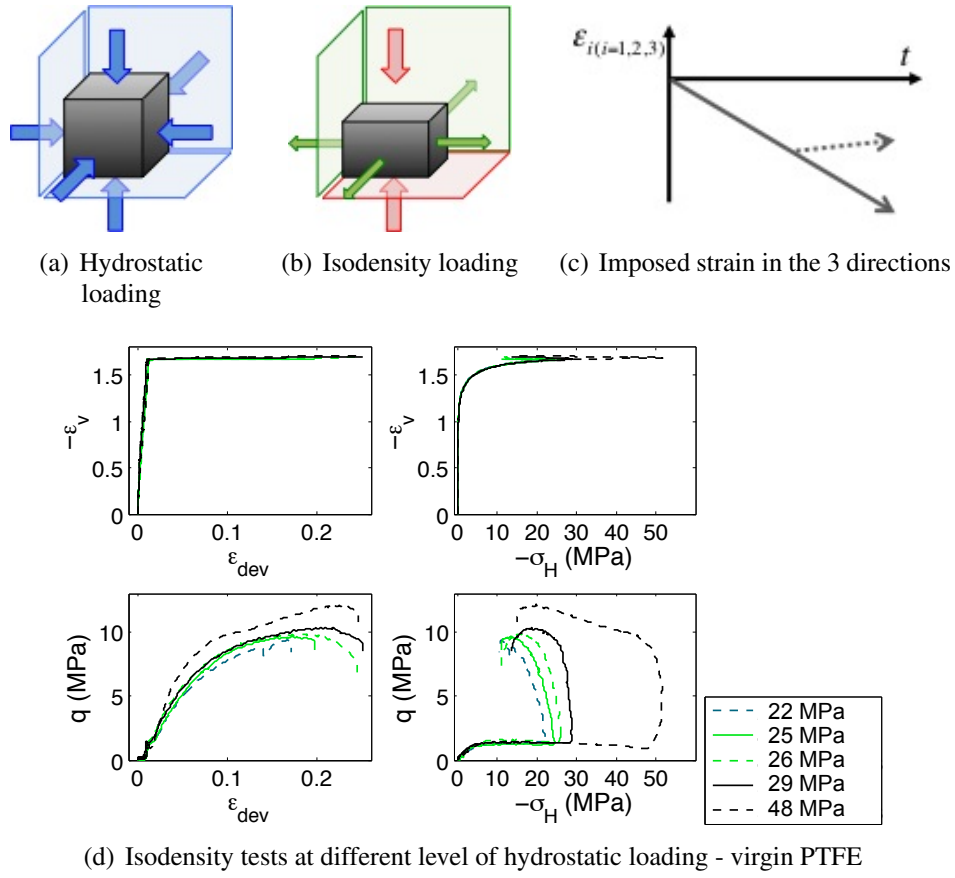 ε_{i(i=1,2,3)}
t
(a) Hydrostatic
loading
(b) Isodensity loading
(c) Imposed strain in the 3 directions
−ε_v
1.5
1
0.5
0
0 0.1 0.2
ε_dev
−ε_v
1.5
1
0.5
0
0 10 20 30 40 50
−σ_H (MPa)
q (MPa)
10
5
0
0 0.1 0.2
ε_dev
q (MPa)
10
5
0
0 10 20 30 40 50
−σ_H (MPa)
22 MPa
25 MPa
26 MPa
29 MPa
48 MPa
(d) Isodensity tests at different level of hydrostatic loading - virgin PTFE